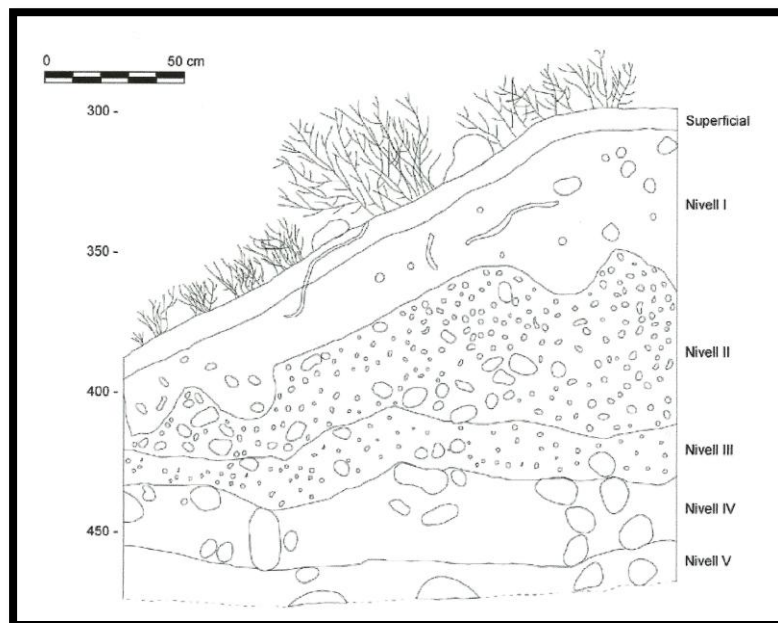 0 50 cm
300 -
Superficial
Nivell I
350 -
Nivell II
400 -
Nivell III
Nivell IV
450 -
Nivell V